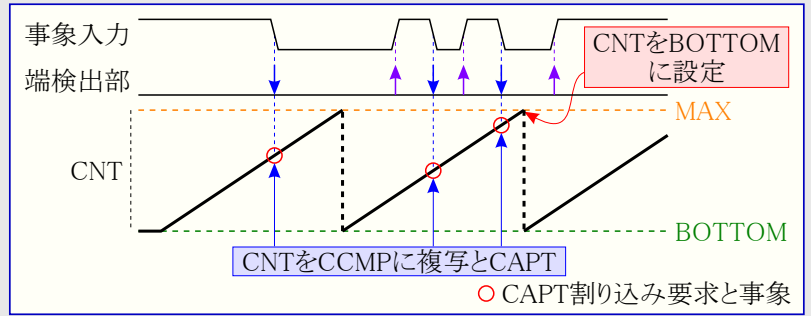 事象入力
CNTをBOTTOM
に設定
端検出部
MAX
CNT
BOTTOM
CNTをCCMPに複写とCAPT
CAPT割り込み要求と事象